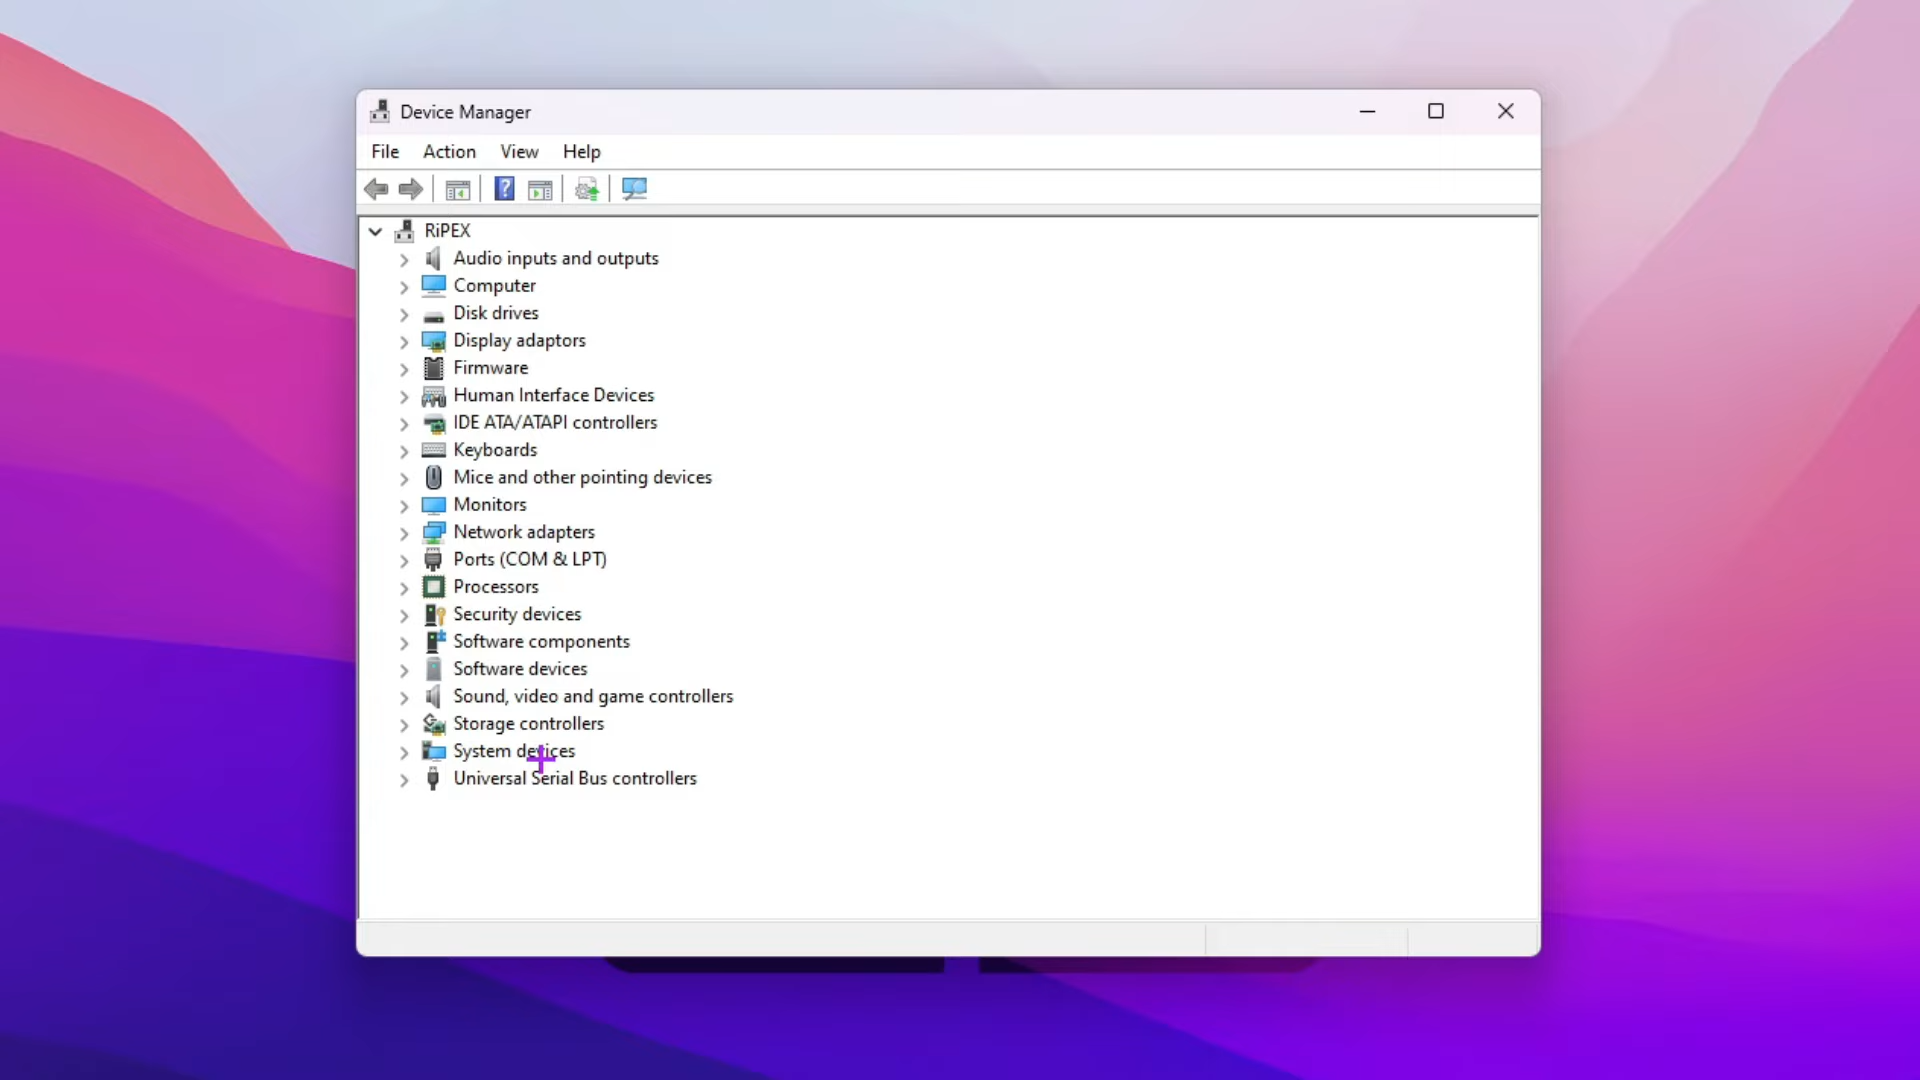 Device Manager
File Action View Help
RiPEX
Audio inputs and outputs
Computer
Disk drives
Display adaptors
Firmware
Human Interface Devices
IDE ATA/ATAPI controllers
Keyboards
Mice and other pointing devices
Monitors
Network adapters
Ports (COM & LPT)
Processors
Security devices
Software components
Software devices
Sound, video and game controllers
Storage controllers
System devices
Universal Serial Bus controllers